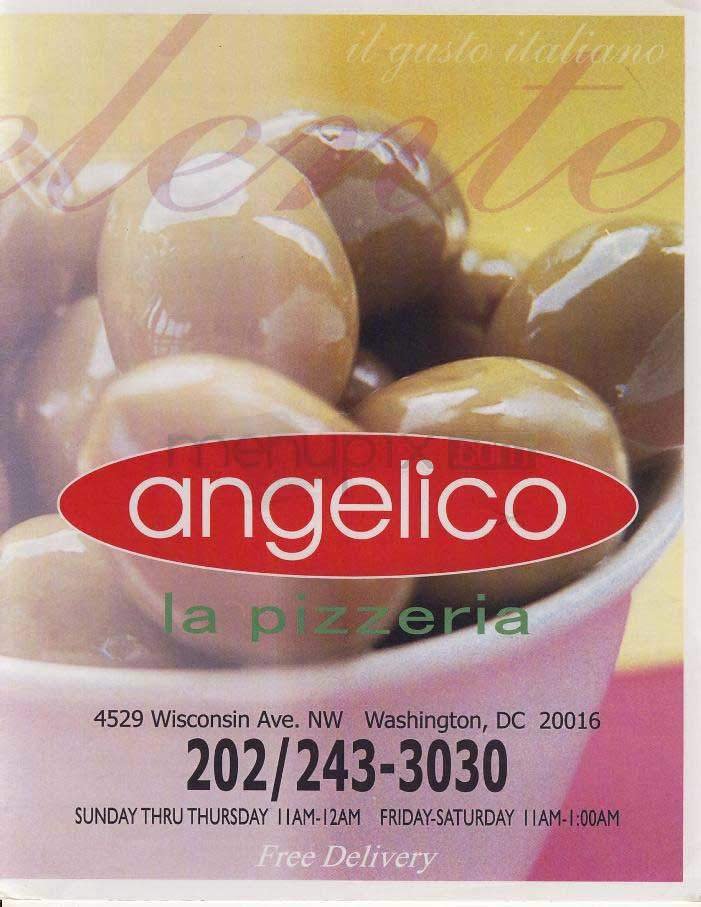 il gusto italiano
menupix
angelico
la pizzeria
4529 Wisconsin Ave. NW Washington, DC 20016
202/243-3030
SUNDAY THRU THURSDAY 11AM-12AM FRIDAY-SATURDAY 11AM-1:00AM
Free Delivery